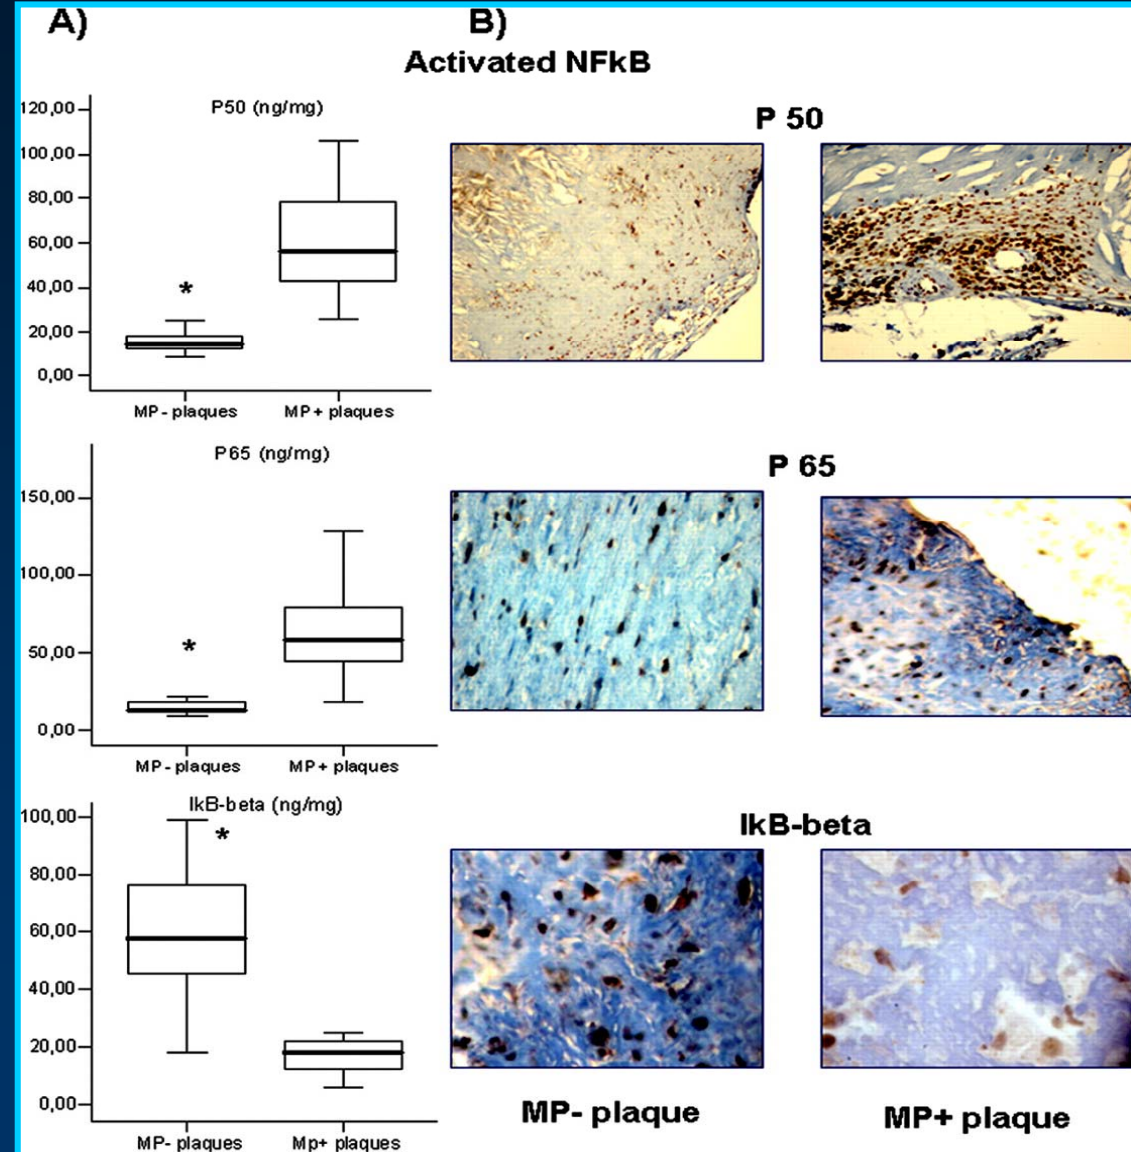 A)
B)
Activated NFkB
P50 (ng/mg)
120,00
100,00
80,00
60,00
40,00
20,00
0,00
*
MP- plaques
MP+ plaques
P 50
P65 (ng/mg)
150,00
100,00
50,00
0,00
*
MP- plaques
MP+ plaques
P 65
IkB-beta (ng/mg)
100,00
80,00
60,00
40,00
20,00
0,00
*
MP- plaques
Mp+ plaques
IkB-beta
MP- plaque
MP+ plaque